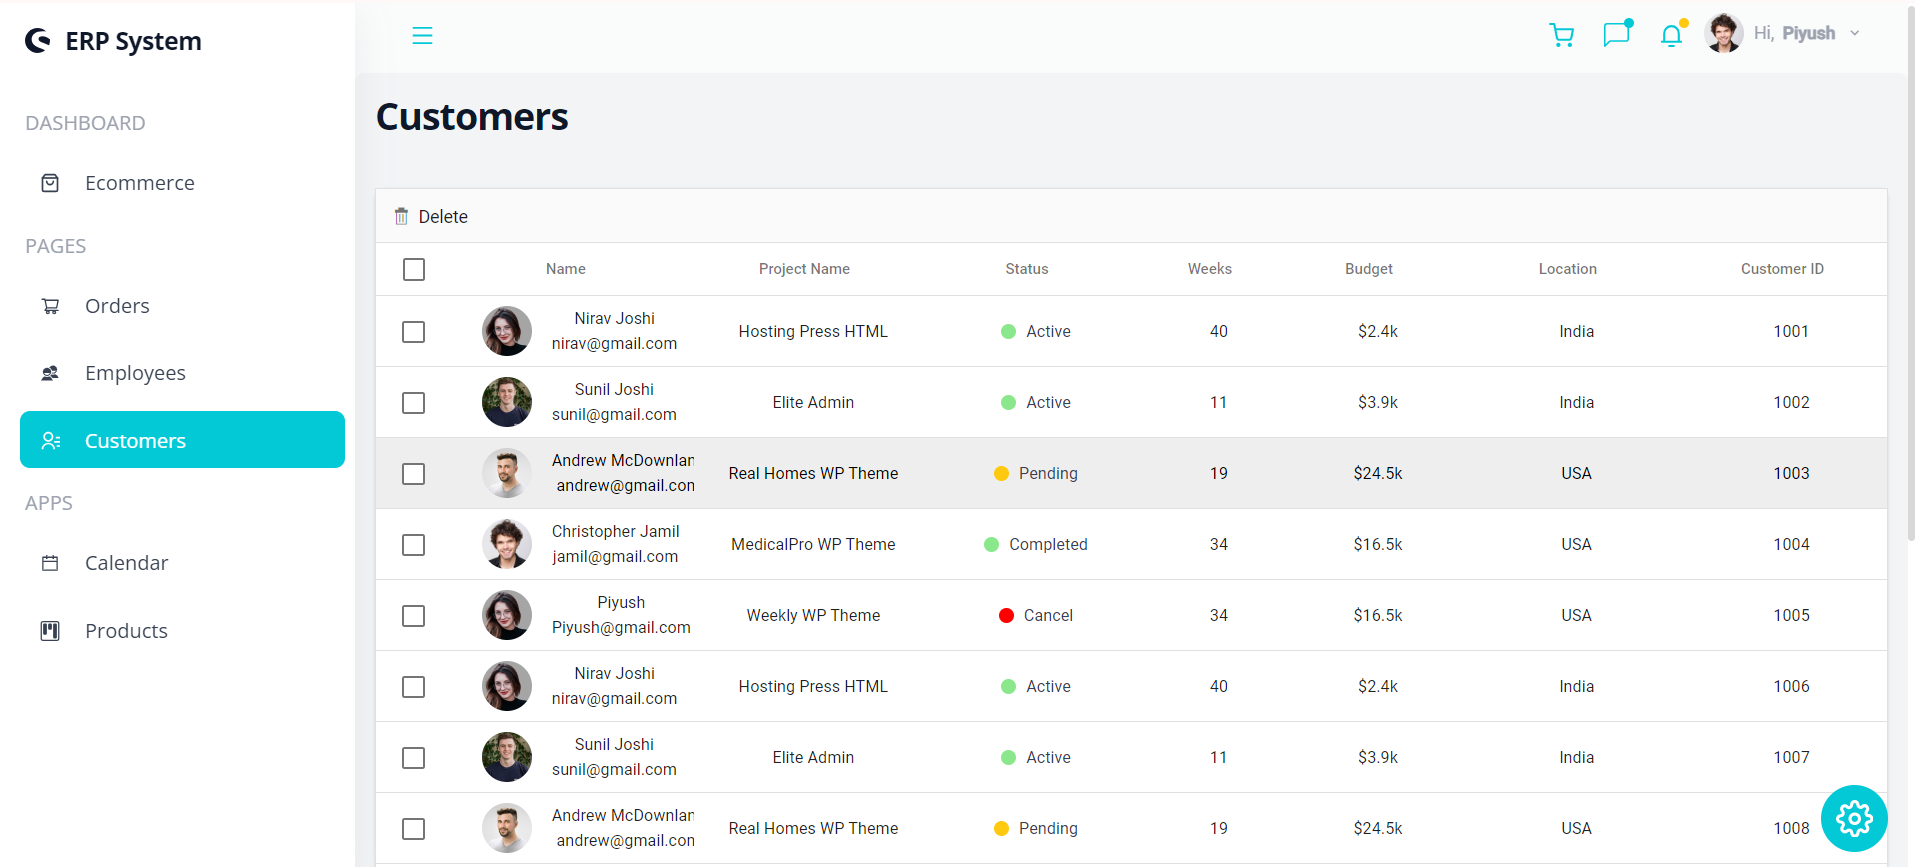 ERP System
Hi, Piyush
DASHBOARD
Ecommerce
PAGES
Orders
Employees
Customers
APPS
Calendar
Products
Customers
Delete
Name Project Name Status Weeks Budget Location Customer ID
Nirav Joshi
nirav@gmail.com Hosting Press HTML Active 40 $2.4k India 1001
Sunil Joshi
sunil@gmail.com Elite Admin Active 11 $3.9k India 1002
Andrew McDownlan
andrew@gmail.con Real Homes WP Theme Pending 19 $24.5k USA 1003
Christopher Jamil
jamil@gmail.com MedicalPro WP Theme Completed 34 $16.5k USA 1004
Piyush
Piyush@gmail.com Weekly WP Theme Cancel 34 $16.5k USA 1005
Nirav Joshi
nirav@gmail.com Hosting Press HTML Active 40 $2.4k India 1006
Sunil Joshi
sunil@gmail.com Elite Admin Active 11 $3.9k India 1007
Andrew McDownlan
andrew@gmail.con Real Homes WP Theme Pending 19 $24.5k USA 1008